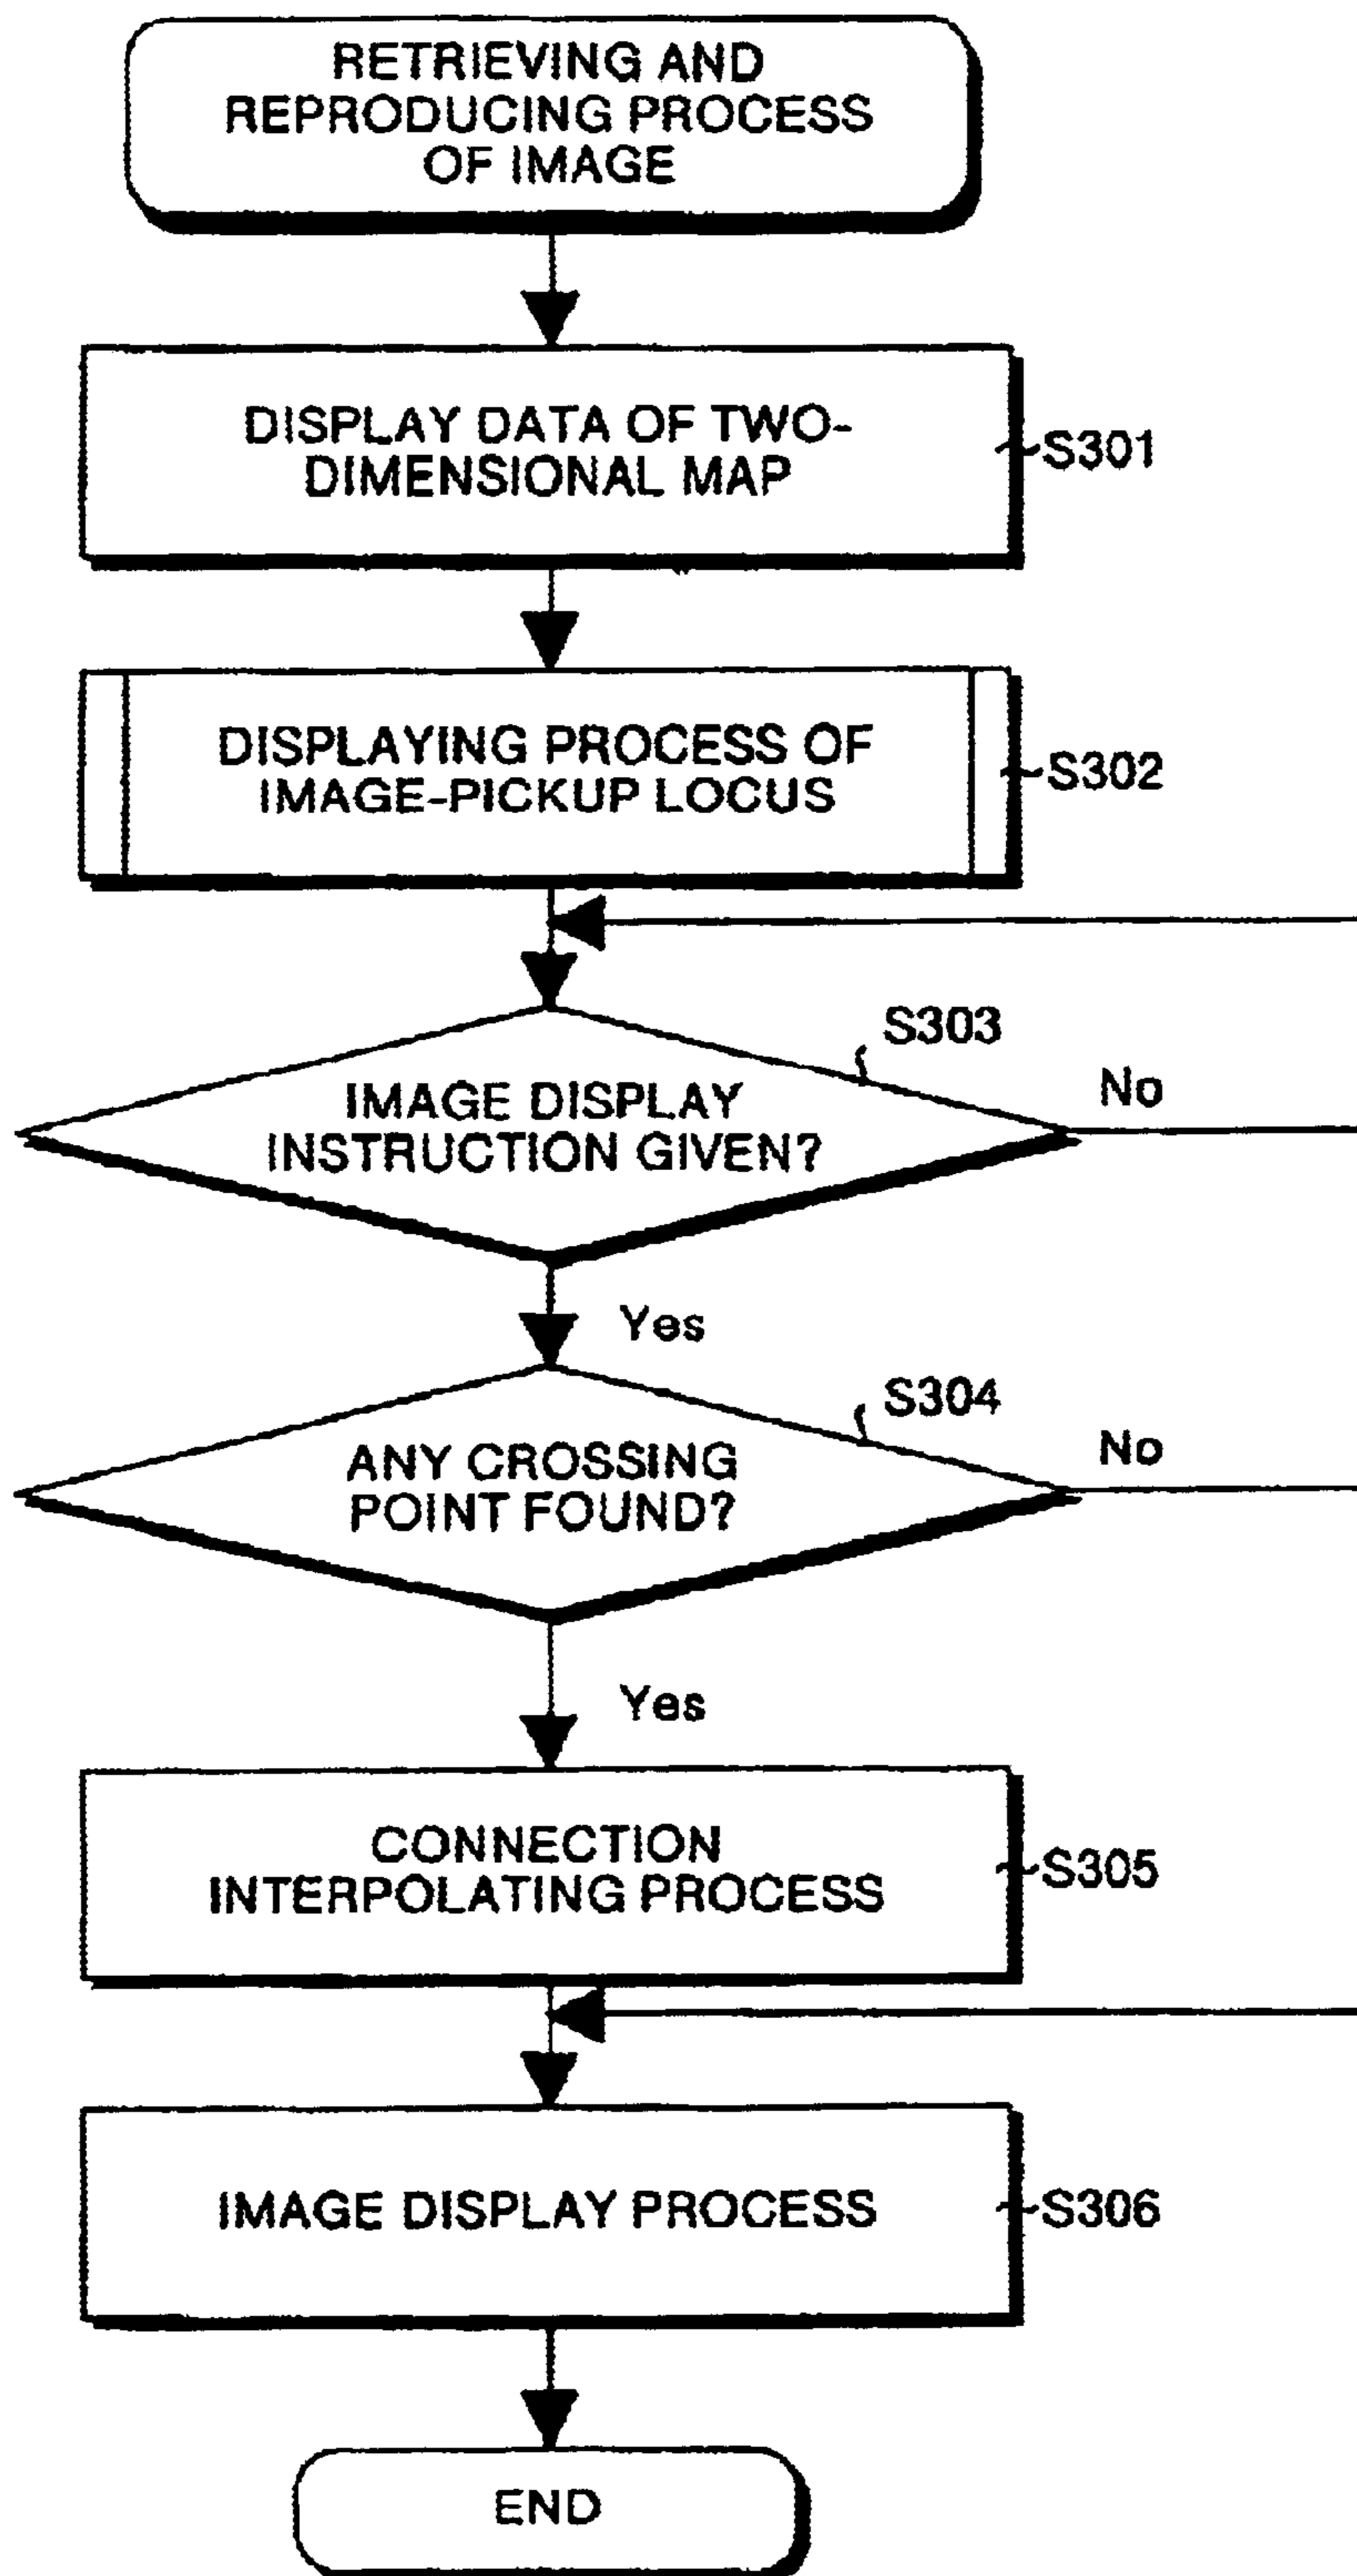 RETRIEVING AND
REPRODUCING PROCESS
OF IMAGE
DISPLAY DATA OF TWO-
DIMENSIONAL MAP
S301
DISPLAYING PROCESS OF
IMAGE-PICKUP LOCUS
S302
S303
IMAGE DISPLAY
INSTRUCTION GIVEN?
No
Yes
S304
ANY CROSSING
POINT FOUND?
No
Yes
CONNECTION
INTERPOLATING PROCESS
S305
IMAGE DISPLAY PROCESS
S306
END